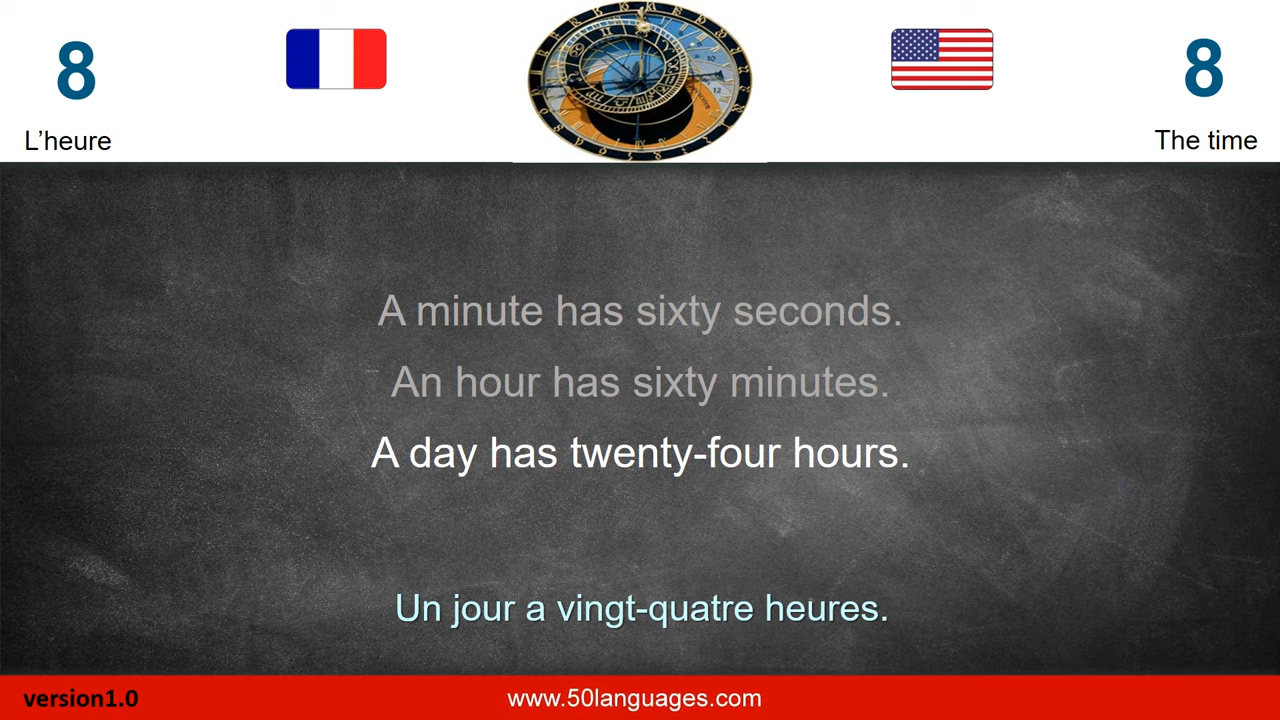 8
8
L'heure
The time
A minute has sixty seconds.
An hour has sixty minutes.
A day has twenty-four hours.
Un jour a vingt-quatre heures.
version1.0
www.50languages.com